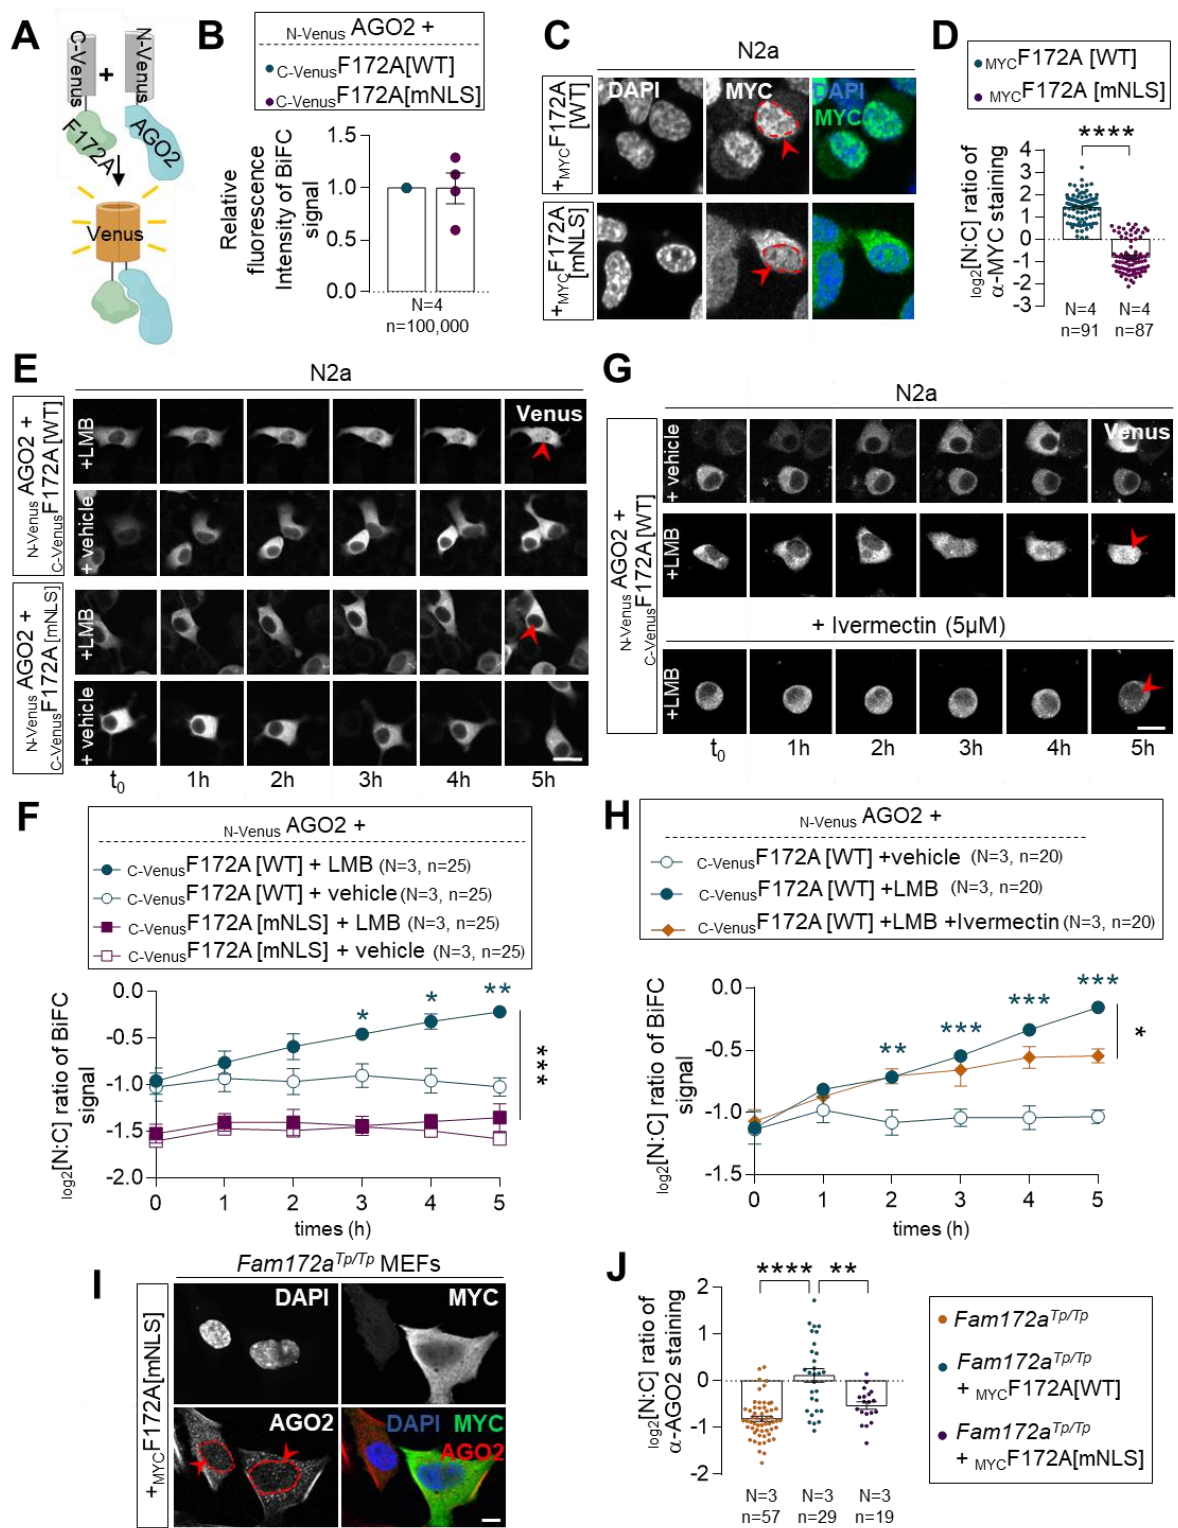 A
C-Venus
+
N-Venus
F172A
AGO2
Venus
B
N-Venus AGO2 +
C-Venus F172A[WT]
C-Venus F172A[mNLS]
Relative
fluorescence
Intensity of BiFC
signal
1.5
1.0
0.5
0.0
N=4
n=100,000
C
N2a
+MYC F172A
[WT]
DAPI
MYC
DAPI
MYC
+MYC F172A
[mNLS]
D
MYC F172A [WT]
MYC F172A [mNLS]
****
log2[N:C] ratio of
α-MYC staining
4
3
2
1
0
-1
-2
-3
N=4
n=91
N=4
n=87
E
N2a
N-Venus AGO2 +
C-Venus F172A [WT]
+LMB
Venus
+ vehicle
N-Venus AGO2 +
C-Venus F172A [mNLS]
+LMB
+ vehicle
t0
1h
2h
3h
4h
5h
G
N2a
N-Venus AGO2 +
C-Venus F172A [WT]
+ vehicle
Venus
+LMB
+ Ivermectin (5µM)
+LMB
t0
1h
2h
3h
4h
5h
F
N-Venus AGO2 +
C-Venus F172A [WT] + LMB (N=3, n=25)
C-Venus F172A [WT] + vehicle (N=3, n=25)
C-Venus F172A [mNLS] + LMB (N=3, n=25)
C-Venus F172A [mNLS] + vehicle (N=3, n=25)
log2[N:C] ratio of BiFC
signal
0.0
-0.5
-1.0
-1.5
-2.0
*
*
**
***
0
1
2
3
4
5
times (h)
H
N-Venus AGO2 +
C-Venus F172A [WT] +vehicle (N=3, n=20)
C-Venus F172A [WT] +LMB (N=3, n=20)
C-Venus F172A [WT] +LMB +Ivermectin (N=3, n=20)
log2[N:C] ratio of BiFC
signal
0.0
-0.5
-1.0
-1.5
**
***
***
***
*
0
1
2
3
4
5
times (h)
I
Fam172aTp/Tp MEFs
+MYC F172A[mNLS]
DAPI
MYC
AGO2
DAPI MYC
AGO2
J
log2[N:C] ratio of
α-AGO2 staining
****
**
2
1
0
-1
-2
N=3
n=57
N=3
n=29
N=3
n=19
Fam172aTp/Tp
Fam172aTp/Tp
+ MYC F172A[WT]
Fam172aTp/Tp
+ MYC F172A[mNLS]